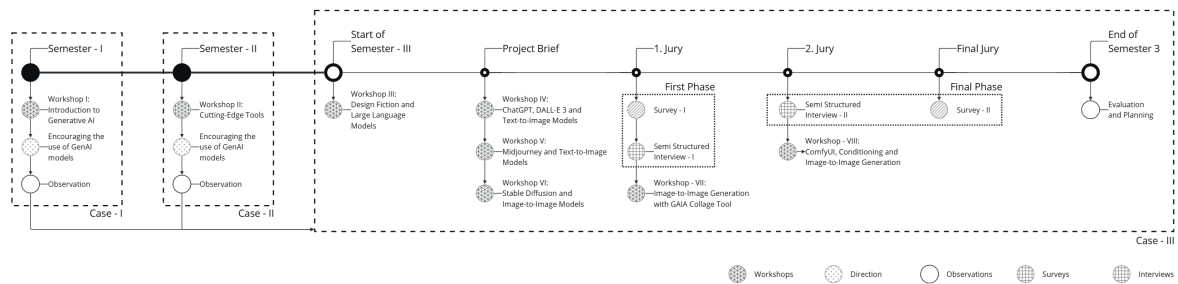 Semester - I
Workshop I:
Introduction to
Generative AI
Encouraging the
use of GenAI
models
Observation
Case - I
Semester - II
Workshop II:
Cutting-Edge Tools
Encouraging the
use of GenAI
models
Observation
Case - II
Start of
Semester - III
Workshop III:
Design Fiction and
Large Language
Models
Project Brief
Workshop IV:
ChatGPT, DALL-E 3 and
Text-to-Image Models
Workshop V:
Midjourney and Text-to-Image
Models
Workshop VI:
Stable Diffusion and
Image-to-Image Models
1. Jury
First Phase
Survey - I
Semi Structured
Interview - I
Workshop - VII:
Image-to-Image Generation
with GAIA Collage Tool
2. Jury
Semi Structured
Interview - II
Workshop - VIII:
ComfyUI, Conditioning and
Image-to-Image Generation
Final Jury
Final Phase
Survey - II
End of
Semester 3
Evaluation
and Planning
Case - III
Workshops
Direction
Observations
Surveys
Interviews